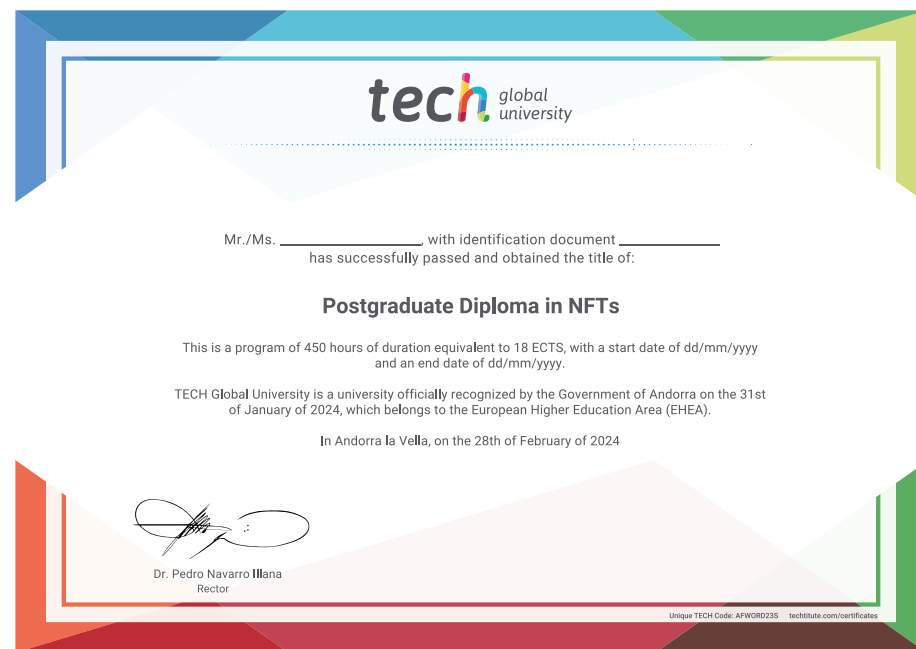 tech global university
Mr./Ms. ____________________, with identification document ______________
has successfully passed and obtained the title of:
Postgraduate Diploma in NFTs
This is a program of 450 hours of duration equivalent to 18 ECTS, with a start date of dd/mm/yyyy
and an end date of dd/mm/yyyy.
TECH Global University is a university officially recognized by the Government of Andorra on the 31st
of January of 2024, which belongs to the European Higher Education Area (EHEA).
In Andorra la Vella, on the 28th of February of 2024
Dr. Pedro Navarro Illana
Rector
Unique TECH Code: AFWORD23S techtitute.com/certificates